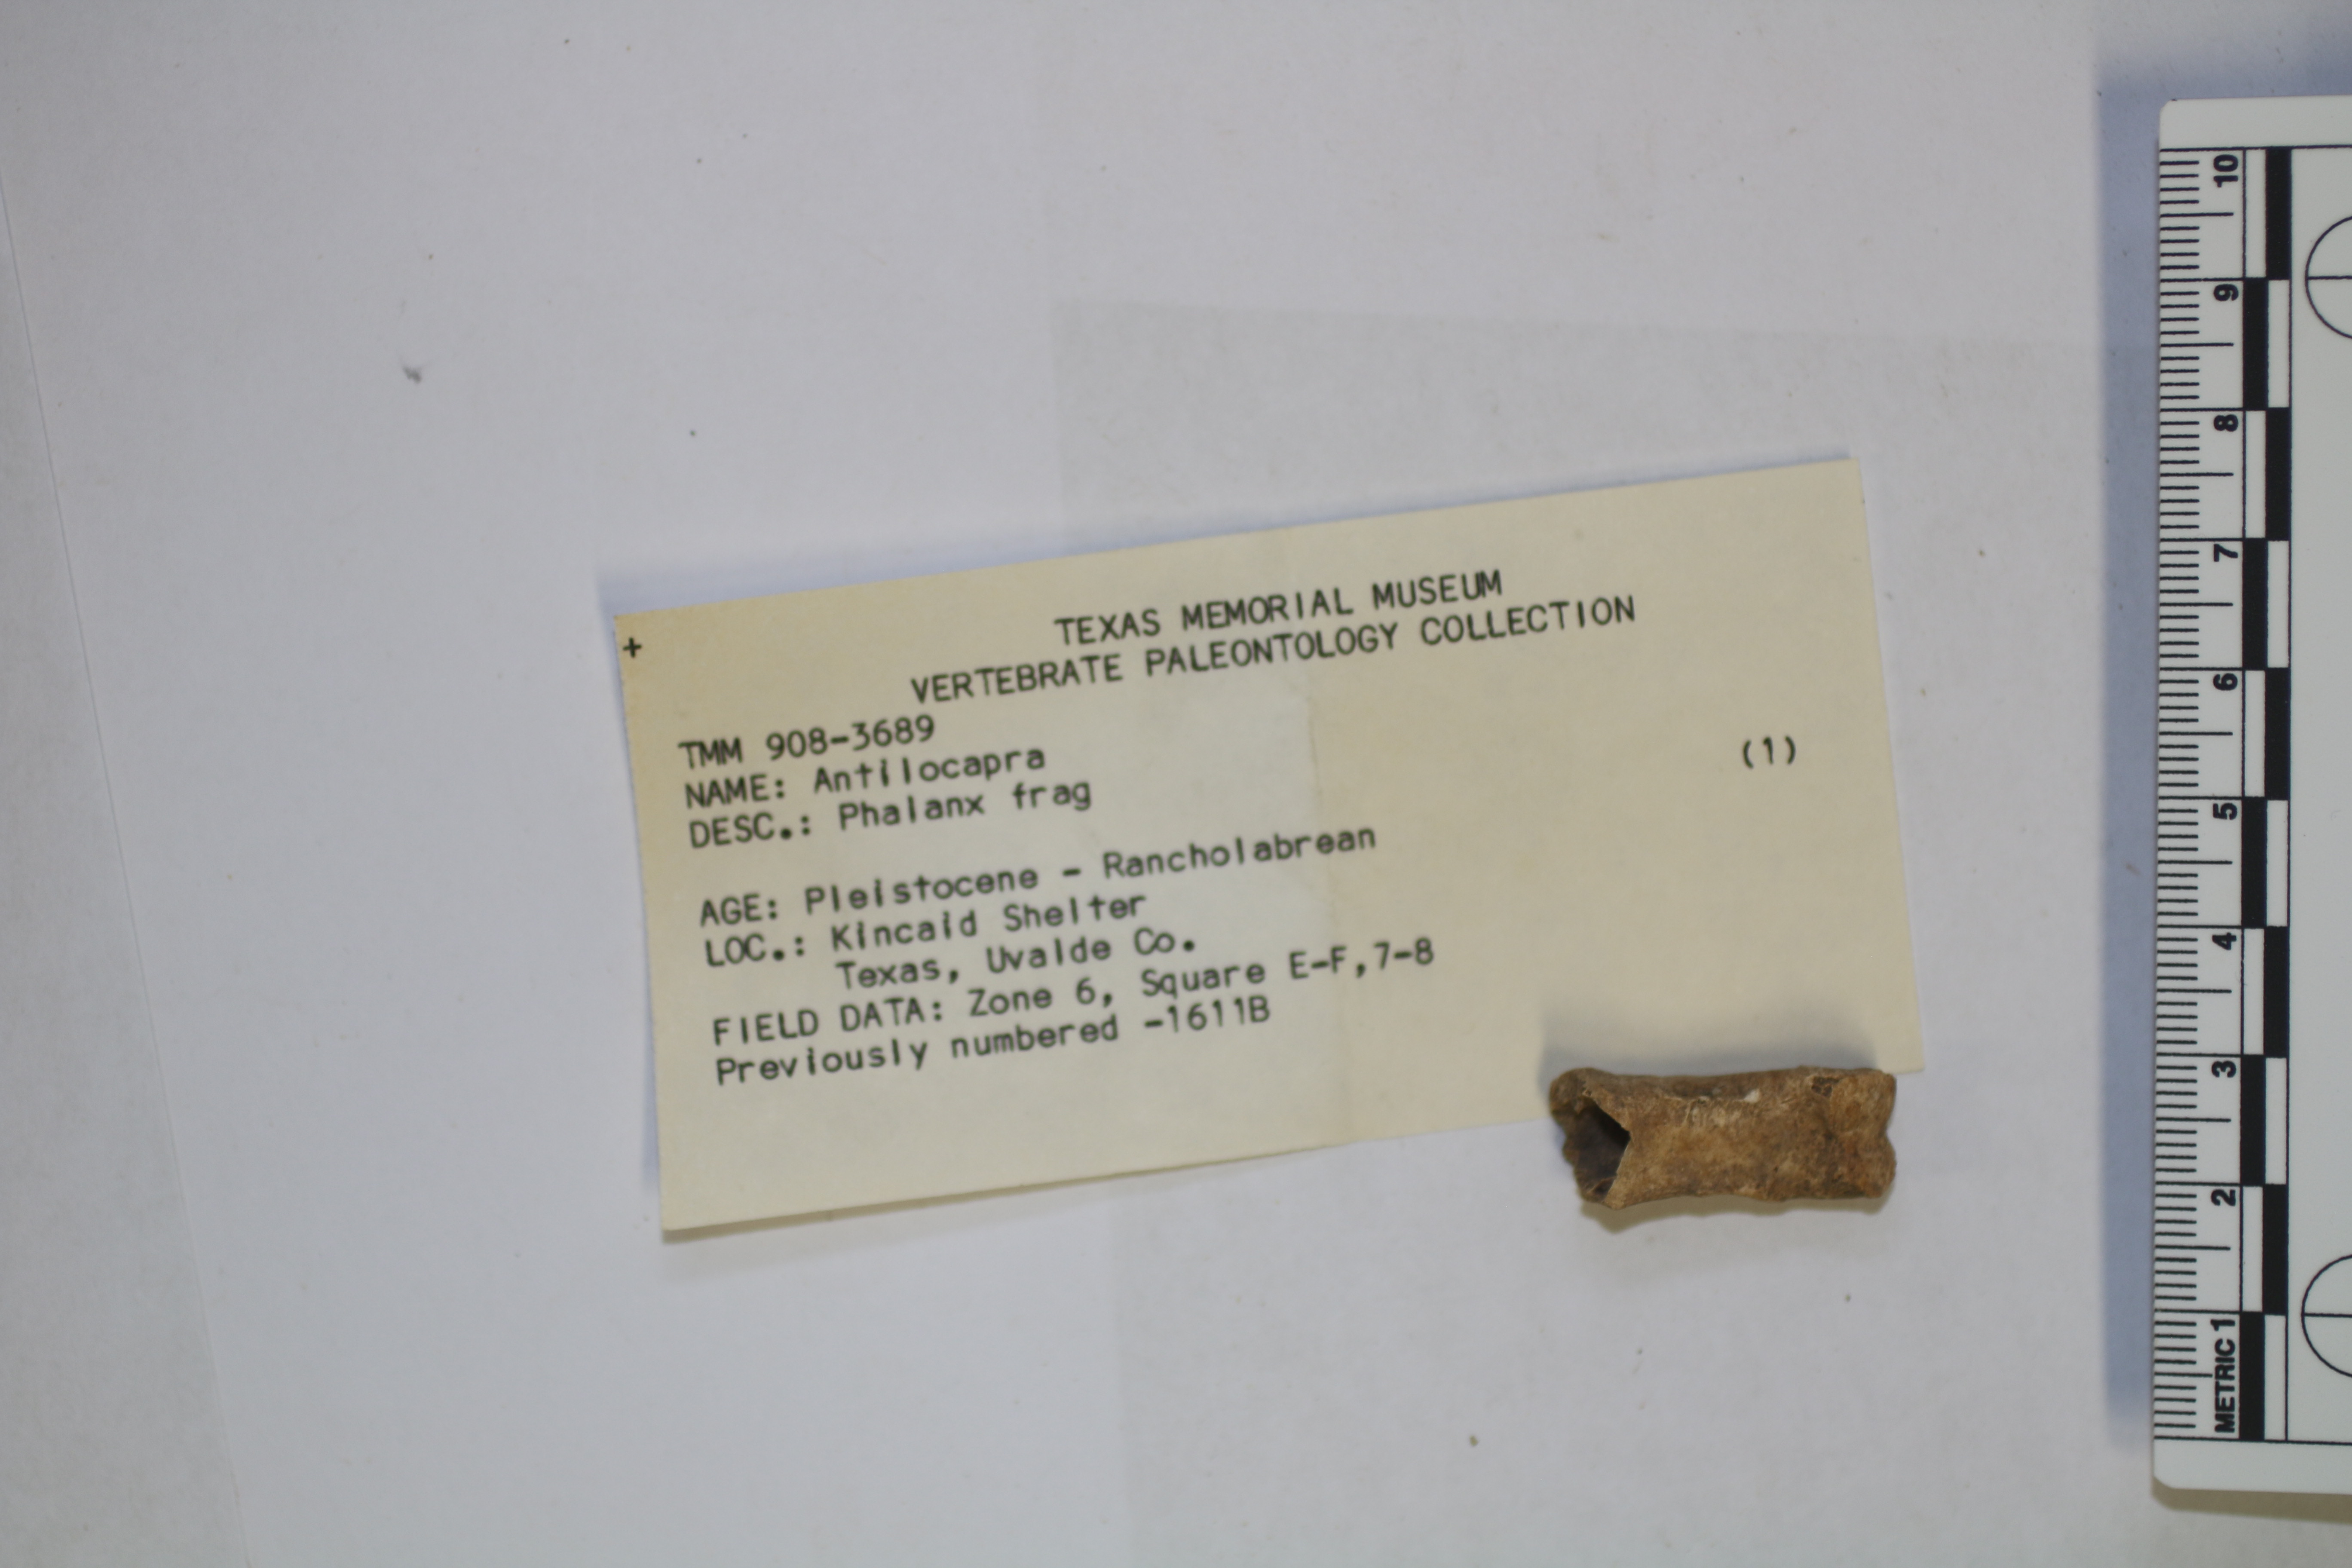 +
TEXAS MEMORIAL MUSEUM
VERTEBRATE PALEONTOLOGY COLLECTION
TMM 908-3689
NAME: Antilocapra (1)
DESC.: Phalanx frag
AGE: Pleistocene - Rancholabrean
LOC.: Kincaid Shelter
Texas, Uvalde Co.
FIELD DATA: Zone 6, Square E-F,7-8
Previously numbered -1611B
METRIC 1 2 3 4 5 6 7 8 9 10